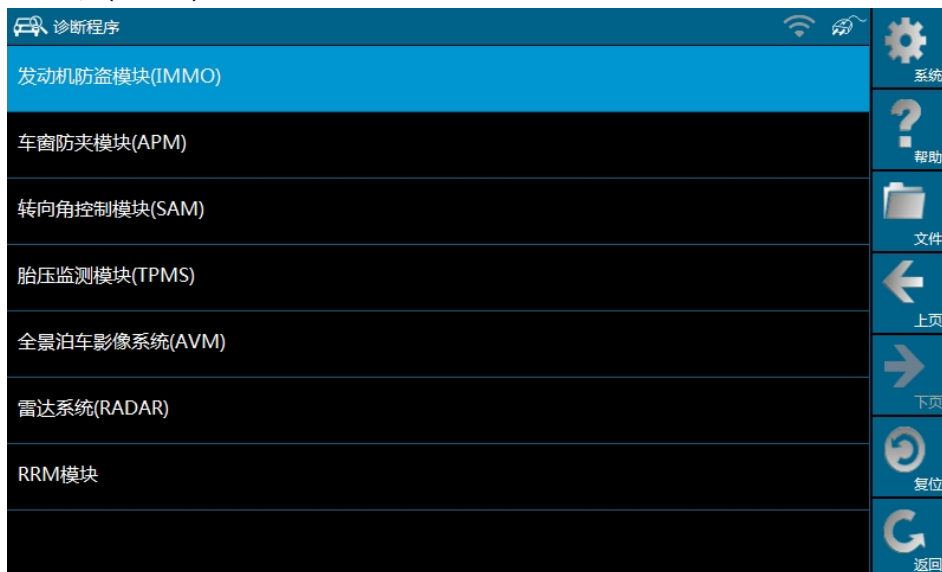 诊断程序
发动机防盗模块(IMMO)
车窗防夹模块(APM)
转向角控制模块(SAM)
胎压监测模块(TPMS)
全景泊车影像系统(AVM)
雷达系统(RADAR)
RRM模块
系统
帮助
文件
上页
下页
复位
返回